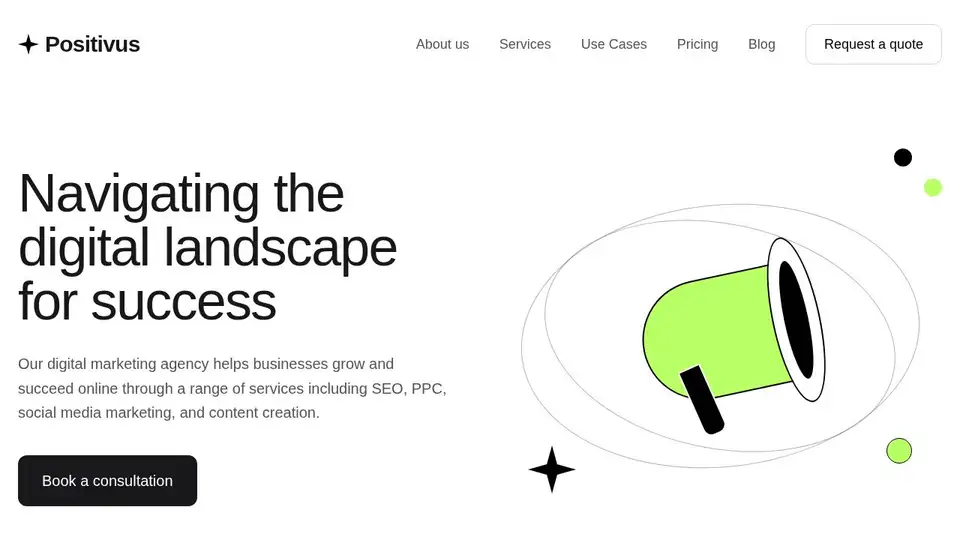 Positivus
About us
Services
Use Cases
Pricing
Blog
Request a quote
Navigating the
digital landscape
for success
Our digital marketing agency helps businesses grow and
succeed online through a range of services including SEO, PPC,
social media marketing, and content creation.
Book a consultation